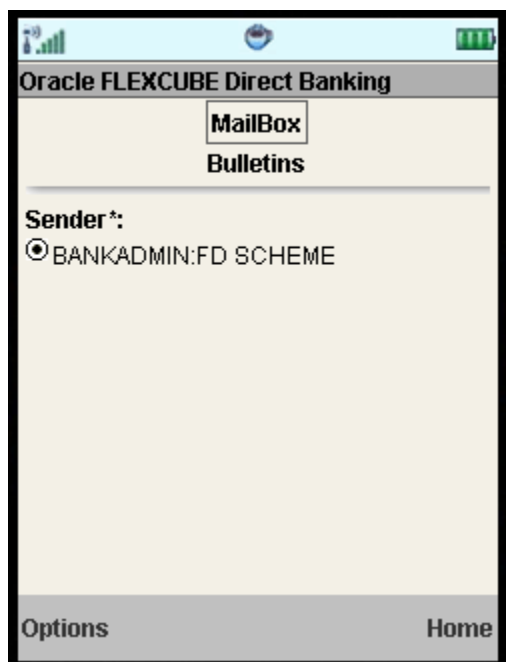 Oracle FLEXCUBE Direct Banking
MailBox
Bulletins
Sender*:
BANKADMIN:FD SCHEME
Options Home